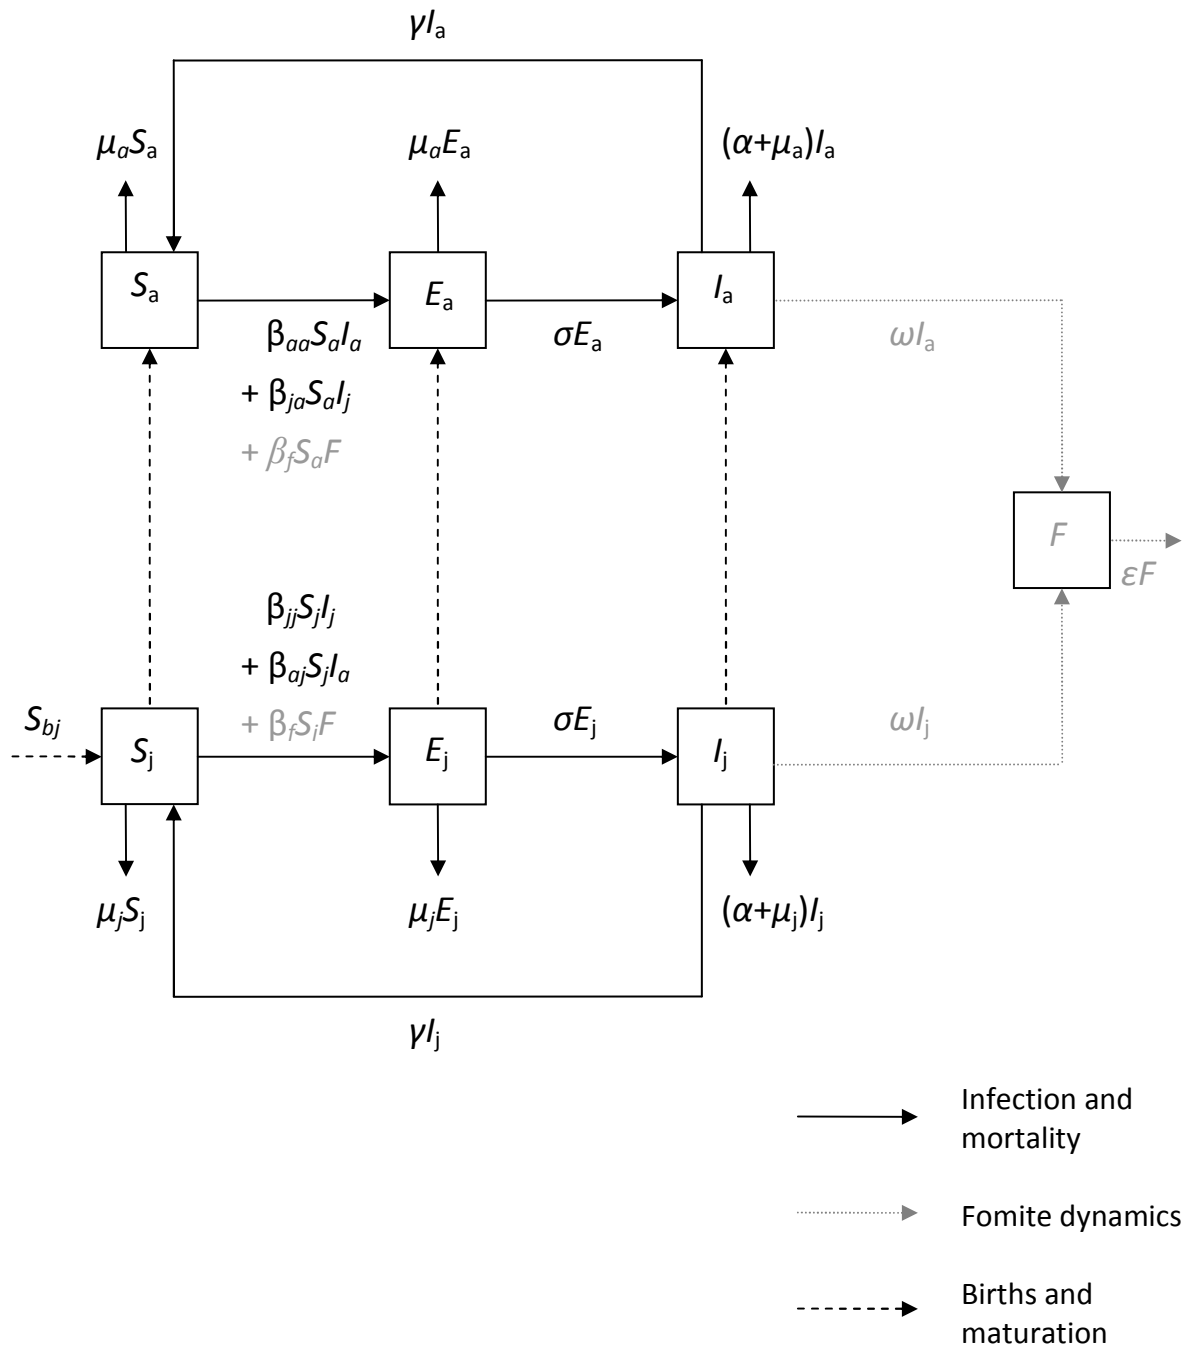 γIa
μaSa
μaEa
(α+μa)Ia
Sa
Ea
Ia
βaaSaIa
+ βjaSaIj
+ βfSaF
σEa
ωIa
F
εF
βjjSjIj
+ βajSjIa
+ βfSiF
Sbj
σEj
ωIj
Sj
Ej
Ij
μjSj
μjEj
(α+μj)Ij
γIj
Infection and
mortality
Fomite dynamics
Births and
maturation